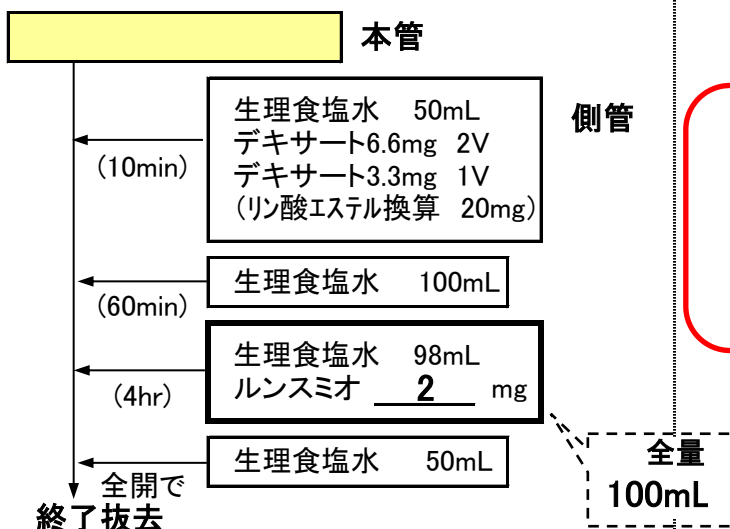 本管
側管
生理食塩水 50mL
デキサート6.6mg 2V
デキサート3.3mg 1V
(リン酸エステル換算 20mg)
(10min)
生理食塩水 100mL
(60min)
生理食塩水 98mL
ルンスミオ 2 mg
(4hr)
生理食塩水 50mL
全開で
終了抜去
全量
100mL